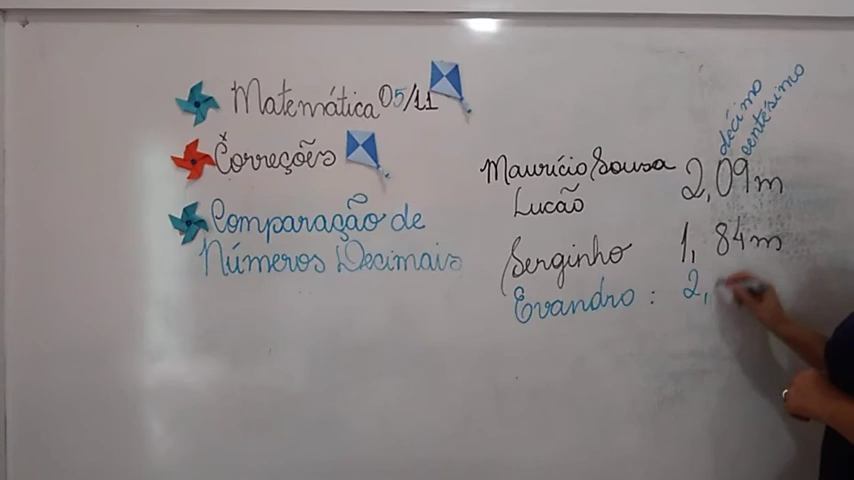 Matemática 05/11
Correções
Comparação de
Números Decimais
décimo
centésimo
Maurício Souza 2,09m
Lucão
Serginho 1,84m
Evandro: 2,